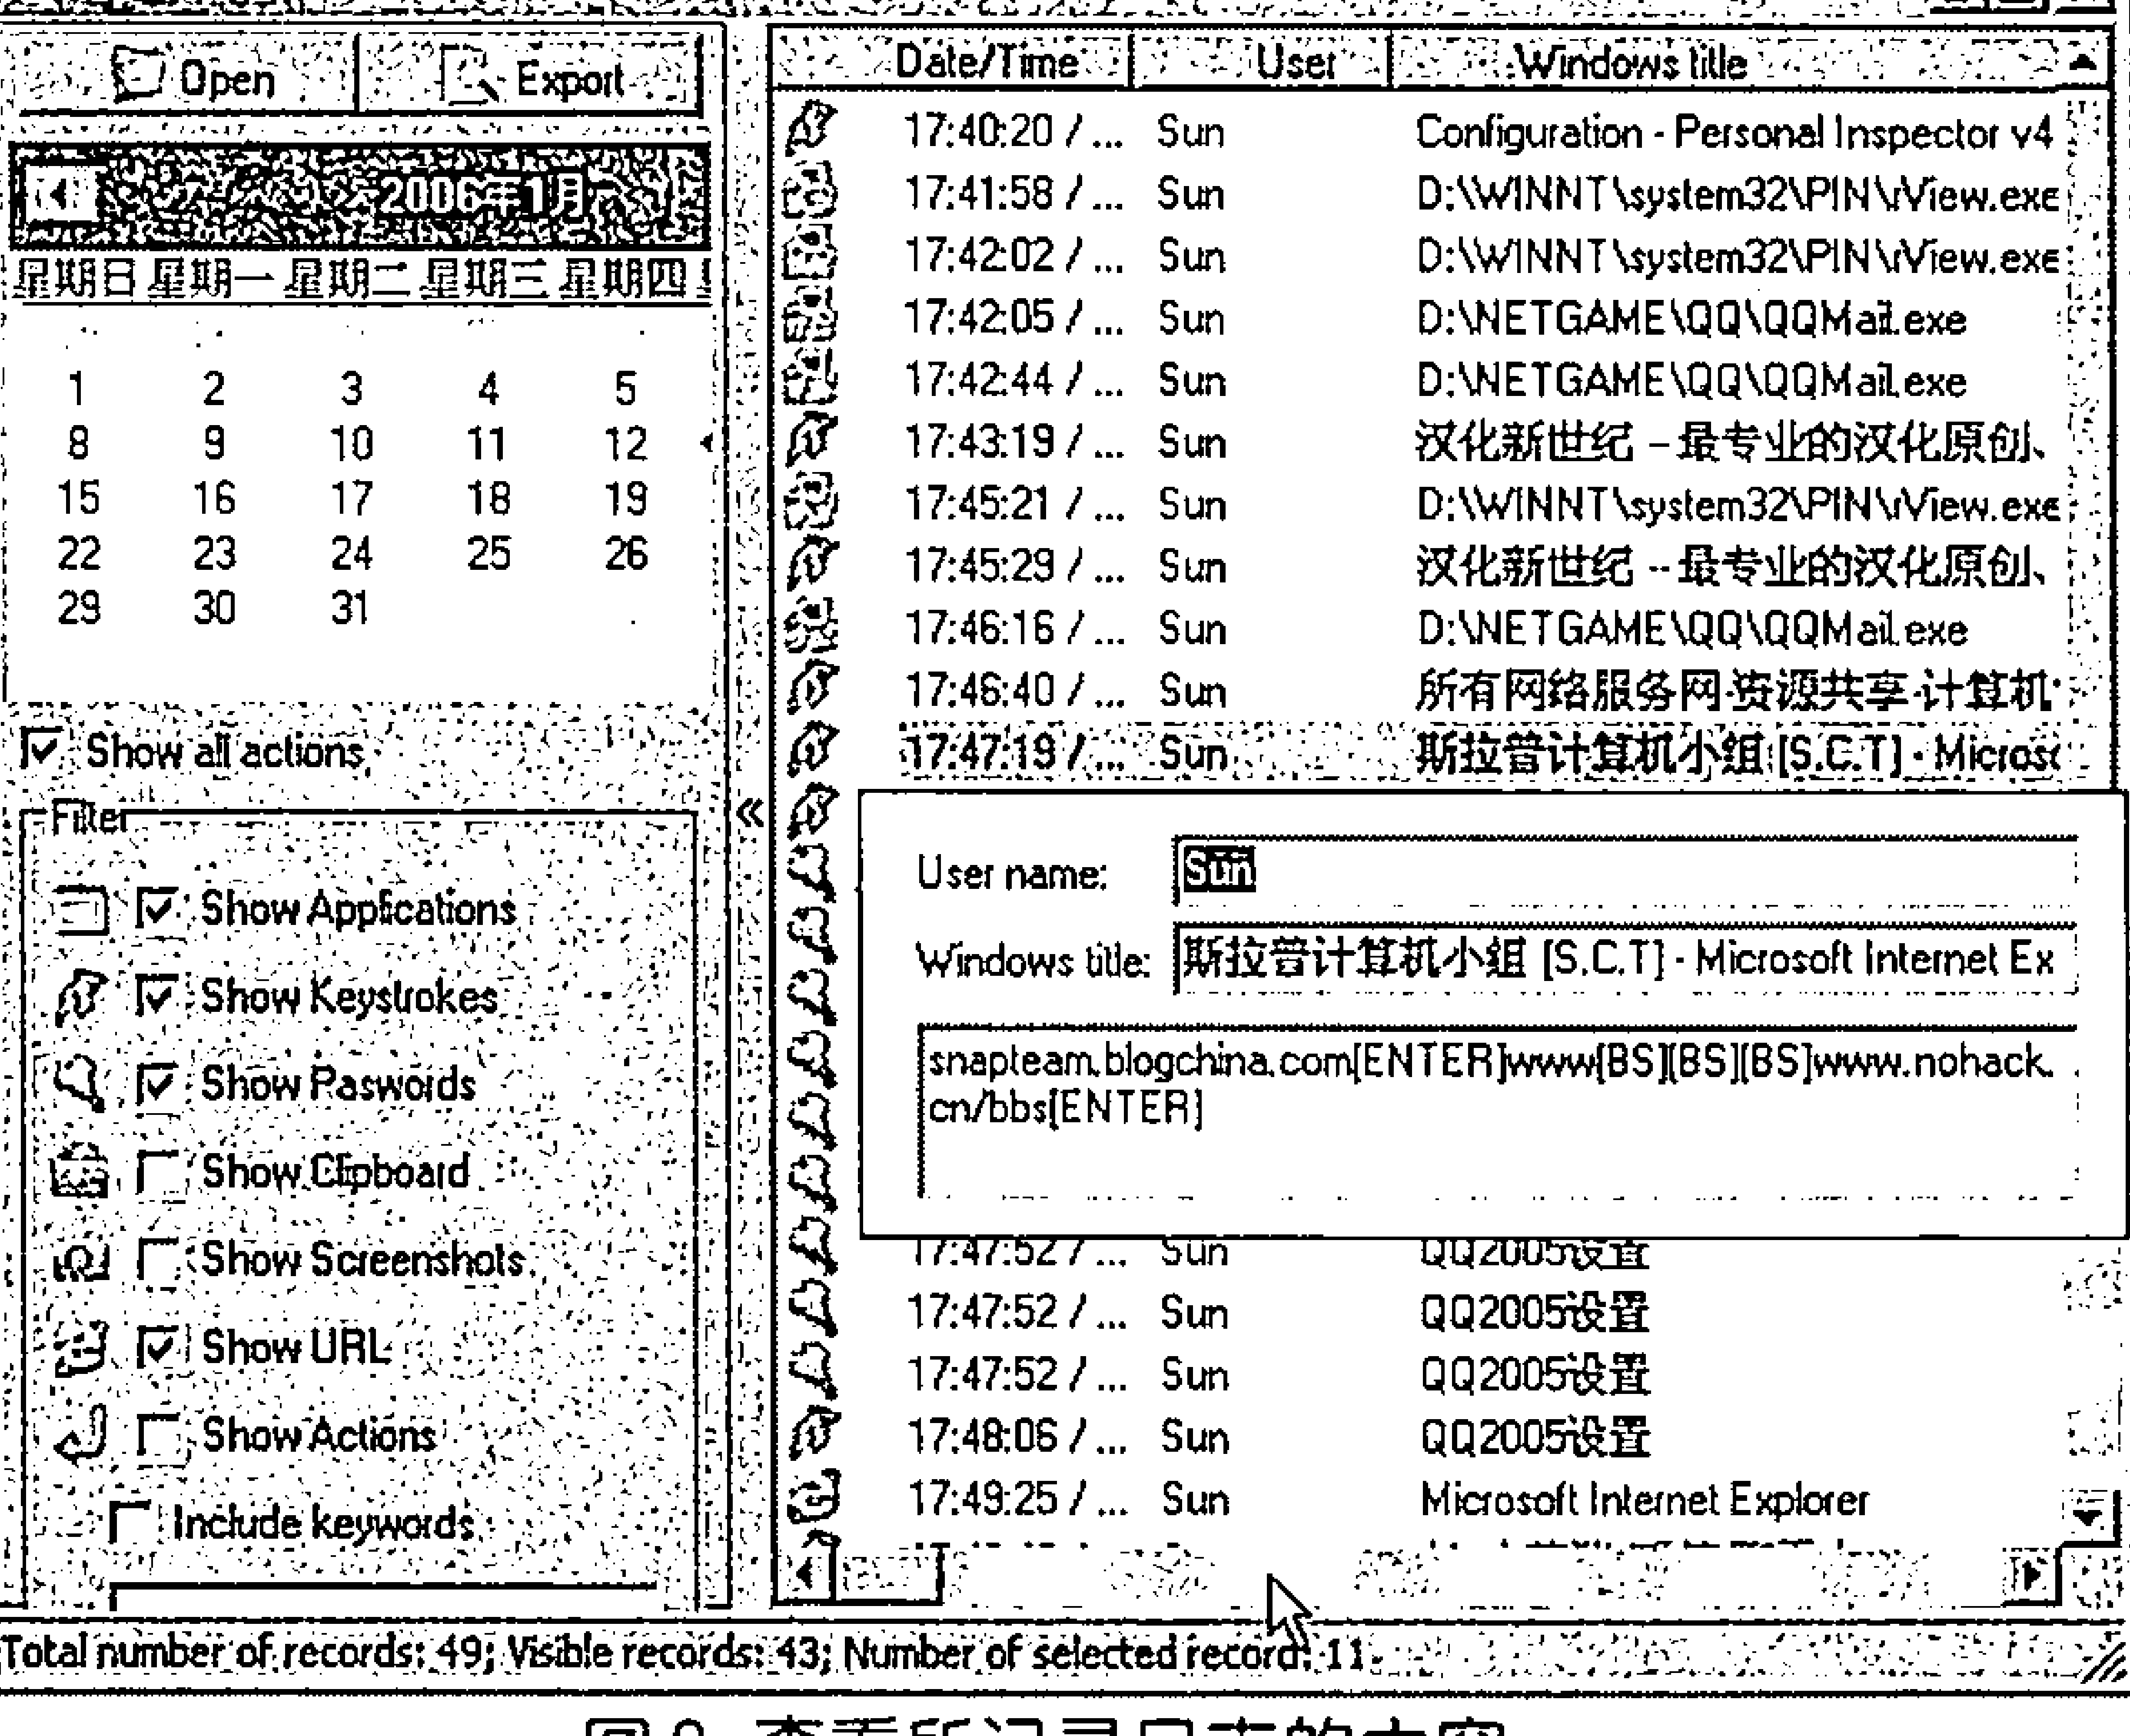 Open Export
2006年1月
星期日 星期一 星期二 星期三 星期四
1 2 3 4 5
8 9 10 11 12
15 16 17 18 19
22 23 24 25 26
29 30 31
Show all actions
Filter
Show Applications
Show Keystrokes
Show Paswords
Show Clipboard
Show Screenshots
Show URL
Show Actions
Include keywords
Date/Time User Windows title
17:40:20 / ... Sun Configuration - Personal Inspector v4
17:41:58 / ... Sun D:\WINNT\system32\PIN\rView.exe
17:42:02 / ... Sun D:\WINNT\system32\PIN\rView.exe
17:42:05 / ... Sun D:\NETGAME\QQ\QQMail.exe
17:42:44 / ... Sun D:\NETGAME\QQ\QQMail.exe
17:43:19 / ... Sun 汉化新世纪 - 最专业的汉化原创、
17:45:21 / ... Sun D:\WINNT\system32\PIN\rView.exe
17:45:29 / ... Sun 汉化新世纪 - 最专业的汉化原创、
17:46:16 / ... Sun D:\NETGAME\QQ\QQMail.exe
17:46:40 / ... Sun 所有网络服务网-资源共享-计算机
17:47:19 / ... Sun 斯拉普计算机小组 [S.C.T] - Microso
User name: Sun
Windows title: 斯拉普计算机小组 [S.C.T] - Microsoft Internet Ex
snapteam.blogchina.com[ENTER]www[BS][BS][BS]www.nohack.
cn/bbs[ENTER]
17:47:52 / ... Sun QQ2005设置
17:47:52 / ... Sun QQ2005设置
17:47:52 / ... Sun QQ2005设置
17:48:06 / ... Sun QQ2005设置
17:49:25 / ... Sun Microsoft Internet Explorer
Total number of records: 49; Visible records: 43; Number of selected record: 11